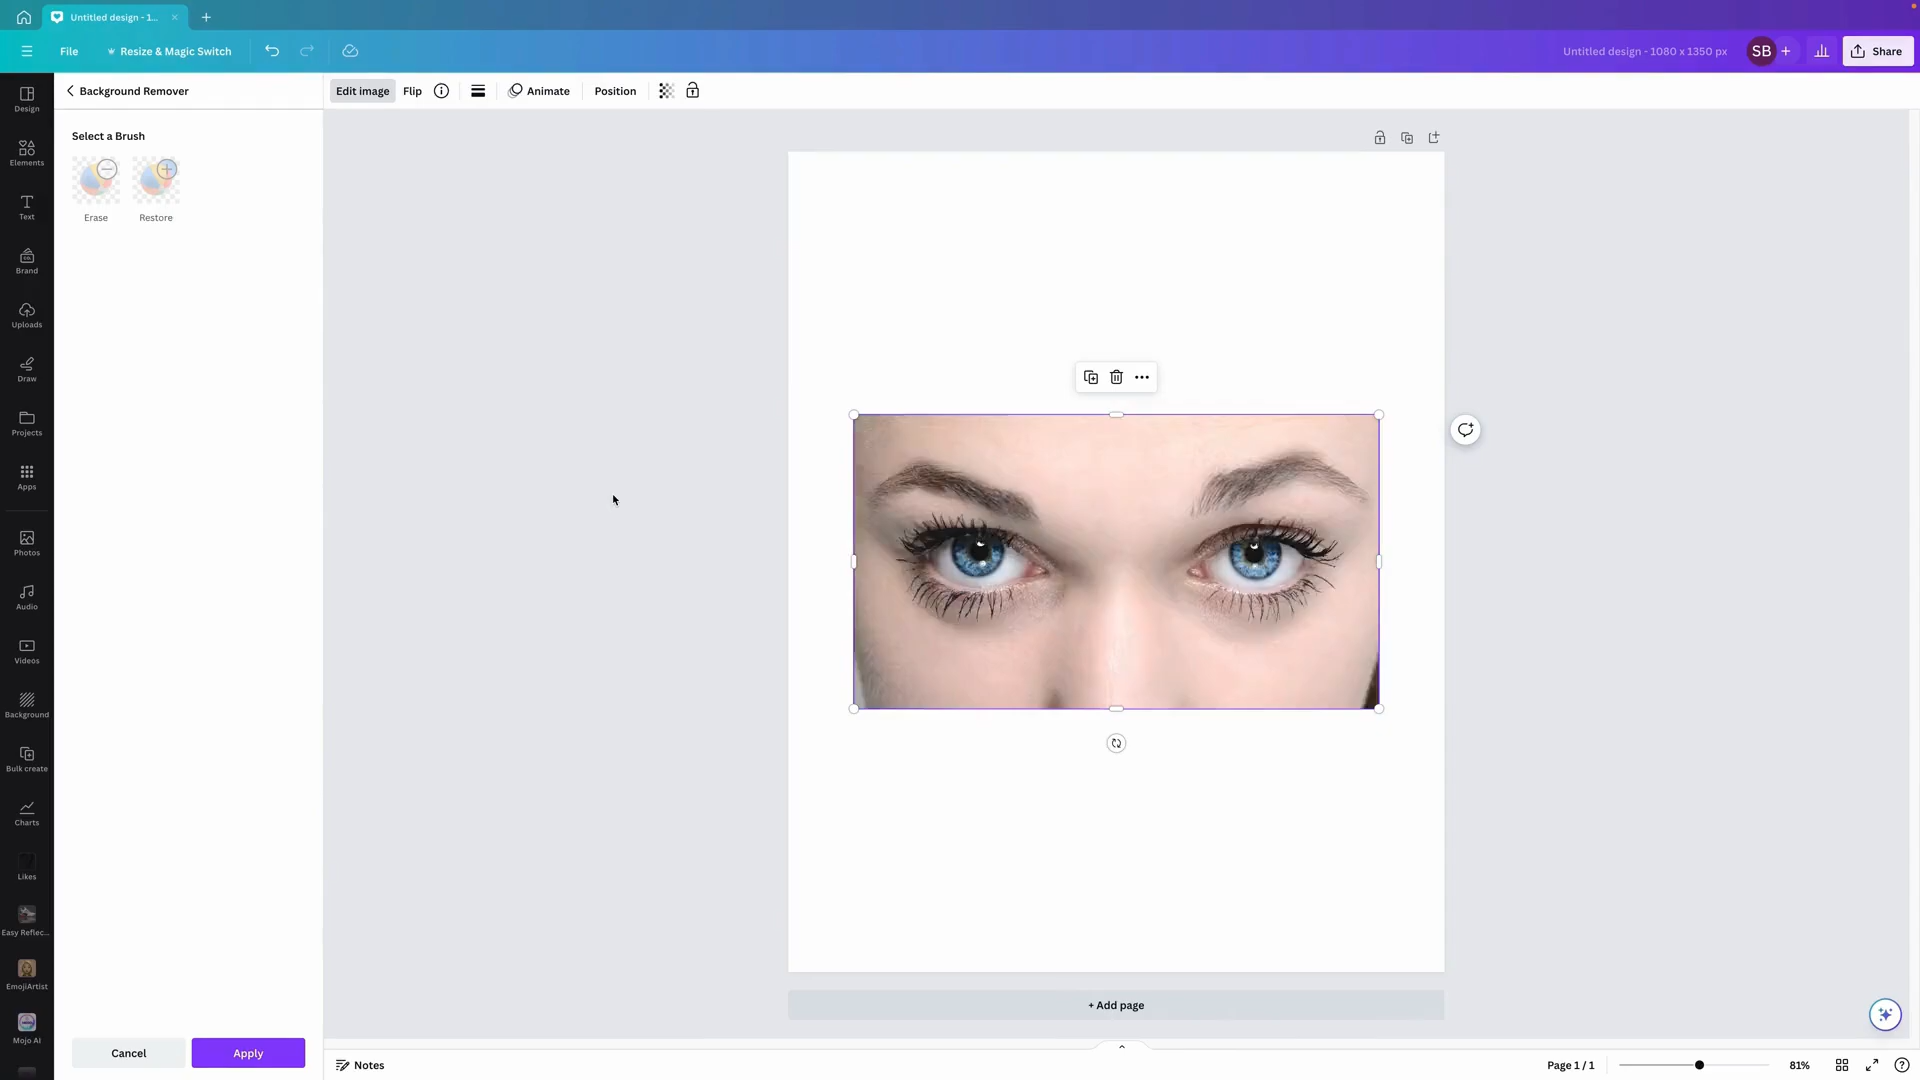 Untitled design - 1...
File
Resize & Magic Switch
Untitled design - 1080 x 1350 px
SB
Share
Background Remover
Edit image
Flip
Animate
Position
Design
Elements
Text
Brand
Uploads
Draw
Projects
Apps
Photos
Audio
Videos
Background
Bulk create
Charts
Likes
Easy Reflec...
EmojiArtist
Mojo AI
Select a Brush
Erase
Restore
+ Add page
Cancel
Apply
Notes
Page 1 / 1
81%